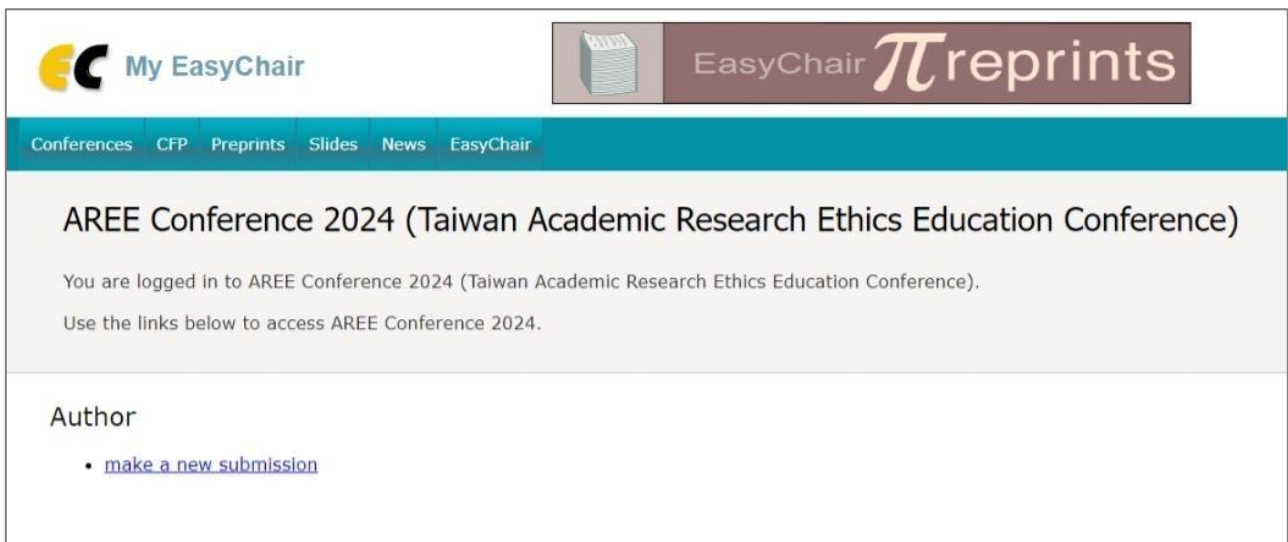 EC My EasyChair
EasyChair πreprints
Conferences CFP Preprints Slides News EasyChair
AREE Conference 2024 (Taiwan Academic Research Ethics Education Conference)
You are logged in to AREE Conference 2024 (Taiwan Academic Research Ethics Education Conference).
Use the links below to access AREE Conference 2024.
Author
• make a new submission